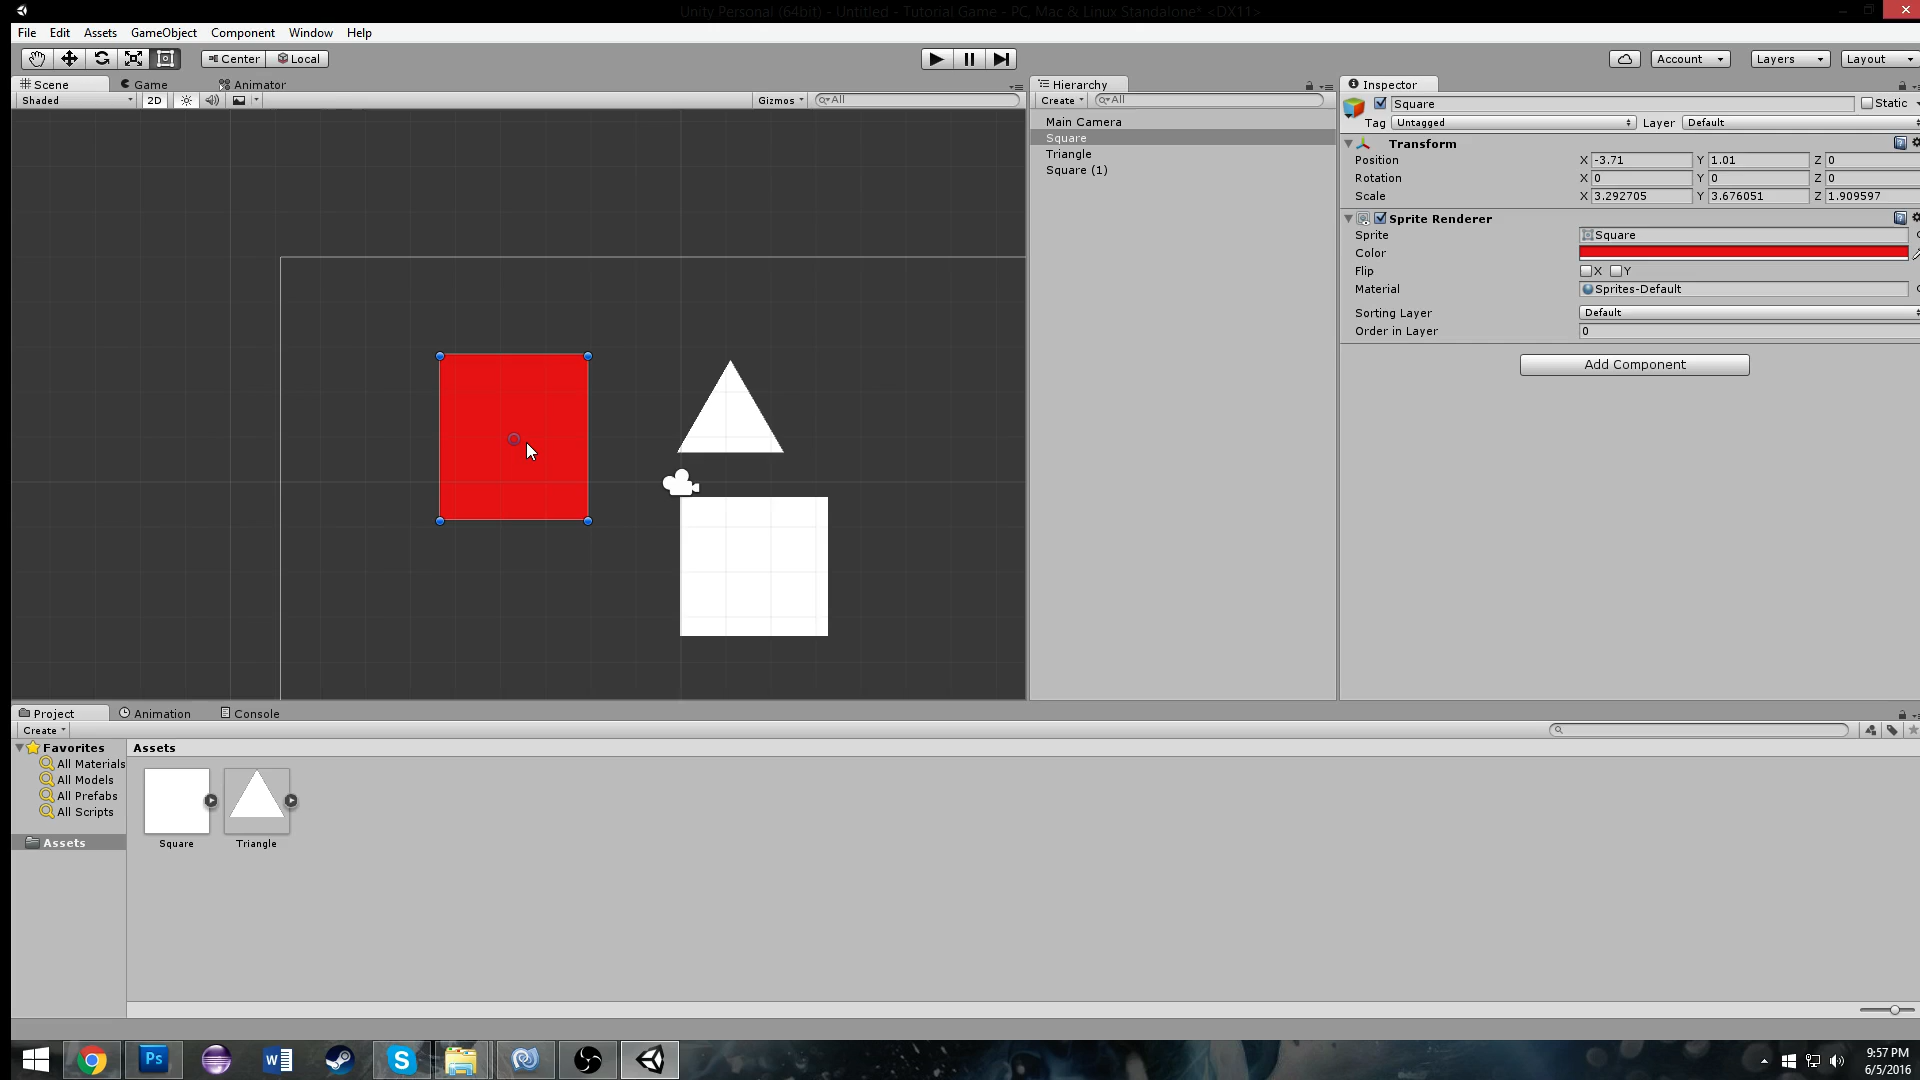 Unity Personal (64bit) - Untitled - Tutorial Game - PC, Mac & Linux Standalone* <DX11>
File Edit Assets GameObject Component Window Help
Center Local Account Layers Layout
Scene Game Animator
Shaded 2D Gizmos All
Hierarchy
Create All
Main Camera
Square
Triangle
Square (1)
Inspector
Square Static
Tag Untagged Layer Default
Transform
Position X -3.71 Y 1.01 Z 0
Rotation X 0 Y 0 Z 0
Scale X 3.292705 Y 3.676051 Z 1.909597
Sprite Renderer
Sprite Square
Color
Flip X Y
Material Sprites-Default
Sorting Layer Default
Order in Layer 0
Add Component
Project Animation Console
Create
Favorites
All Materials
All Models
All Prefabs
All Scripts
Assets
Assets
Square Triangle
Ps
9:57 PM
6/5/2016